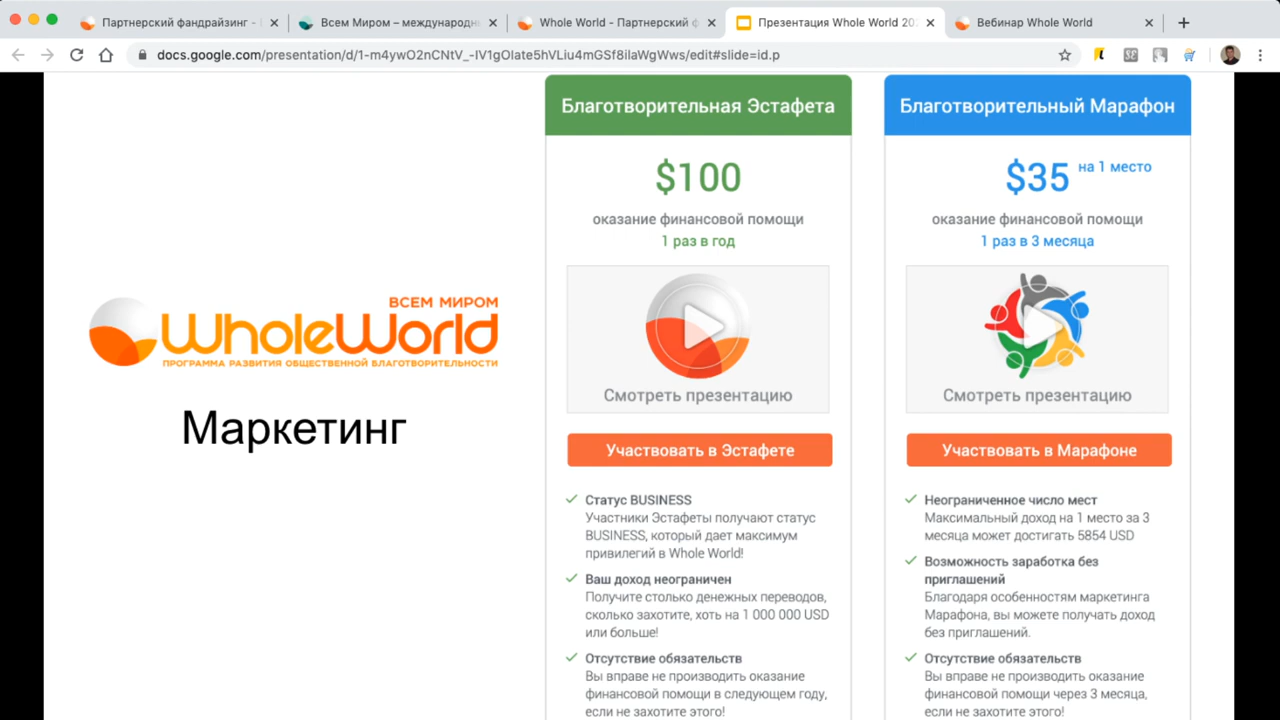 Партнерский фандрайзинг -
Всем Миром – международн
Whole World - Партнерский ф
Презентация Whole World 20
Вебинар Whole World
docs.google.com/presentation/d/1-m4ywO2nCNtV_-IV1gOIate5hVLiu4mGSf8ilaWgWws/edit#slide=id.p
ВСЕМ МИРОМ
WholeWorld
ПРОГРАММА РАЗВИТИЯ ОБЩЕСТВЕННОЙ БЛАГОТВОРИТЕЛЬНОСТИ
Маркетинг
Благотворительная Эстафета
$100
оказание финансовой помощи
1 раз в год
Смотреть презентацию
Участвовать в Эстафете
Статус BUSINESS
Участники Эстафеты получают статус
BUSINESS, который дает максимум
привилегий в Whole World!
Ваш доход неограничен
Получите столько денежных переводов,
сколько захотите, хоть на 1 000 000 USD
или больше!
Отсутствие обязательств
Вы вправе не производить оказание
финансовой помощи в следующем году,
если не захотите этого!
Благотворительный Марафон
$35 на 1 место
оказание финансовой помощи
1 раз в 3 месяца
Смотреть презентацию
Участвовать в Марафоне
Неограниченное число мест
Максимальный доход на 1 место за 3
месяца может достигать 5854 USD
Возможность заработка без
приглашений
Благодаря особенностям маркетинга
Марафона, вы можете получать доход
без приглашений.
Отсутствие обязательств
Вы вправе не производить оказание
финансовой помощи через 3 месяца,
если не захотите этого!